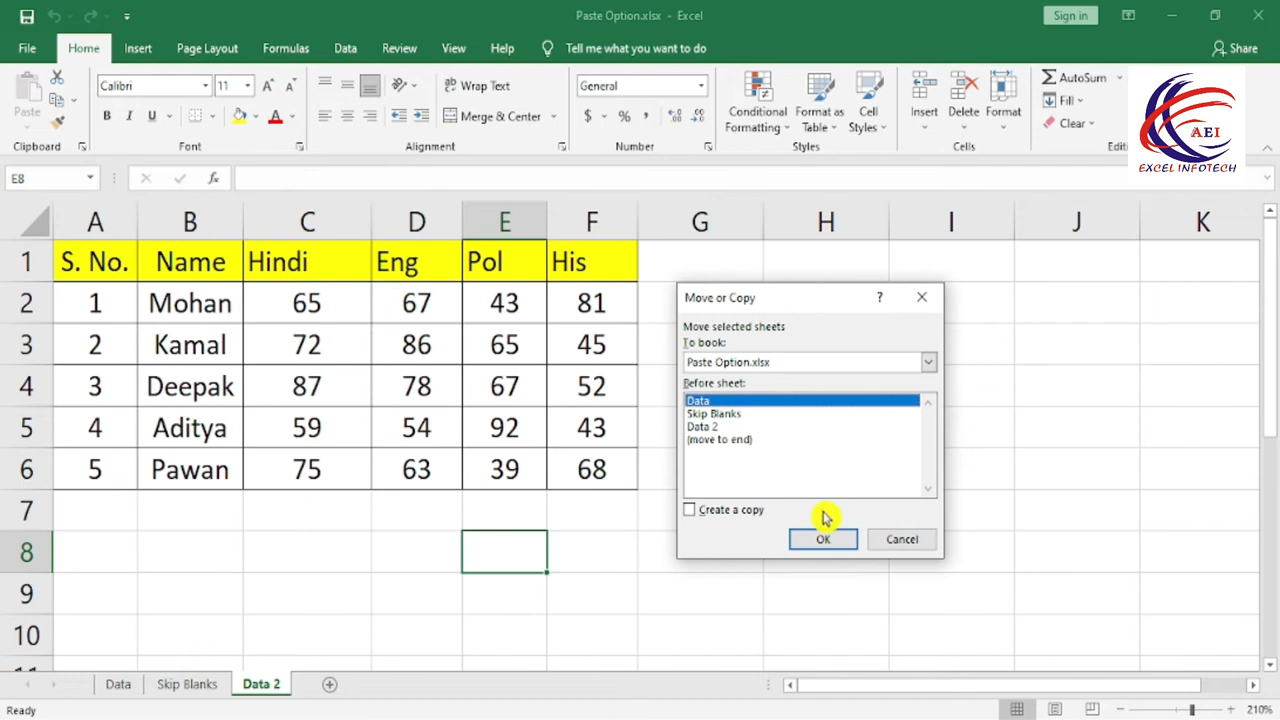 Paste Option.xlsx - Excel
Sign in
File Home Insert Page Layout Formulas Data Review View Help Tell me what you want to do Share
Paste
Clipboard
Calibri 11 A A
B I U A
Font
Wrap Text
Merge & Center
Alignment
General
$ % ,
Number
Conditional Formatting
Format as Table
Cell Styles
Styles
Insert Delete Format
Cells
AutoSum
Fill
Clear
AEI
EXCEL INFOTECH
E8 fx
A B C D E F G H I J K
1 S. No. Name Hindi Eng Pol His
2 1 Mohan 65 67 43 81
3 2 Kamal 72 86 65 45
4 3 Deepak 87 78 67 52
5 4 Aditya 59 54 92 43
6 5 Pawan 75 63 39 68
7
8
9
10
Move or Copy ?
Move selected sheets
To book:
Paste Option.xlsx
Before sheet:
Data
Skip Blanks
Data 2
(move to end)
Create a copy
OK Cancel
Data Skip Blanks Data 2
Ready 210%